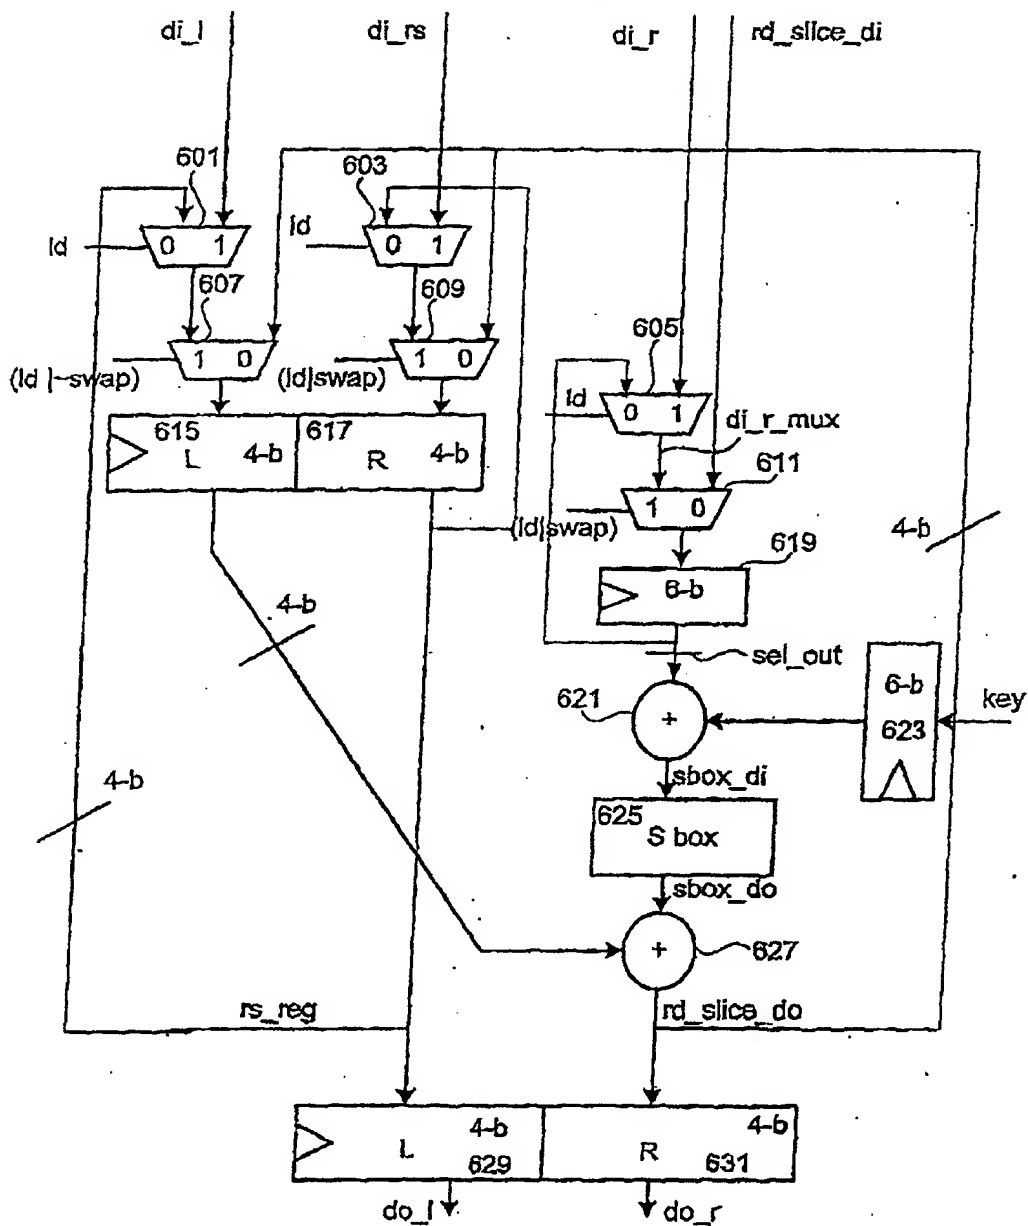 di_l di_rs di_r rd_slice_di
601 603
ld 0 1 ld 0 1
607 609
605
(ld |~swap) 1 0 (ld|swap) 1 0
ld 0 1 di_r_mux
615 L 4-b 617 R 4-b
611
(ld|swap) 1 0 4-b
619
6-b
4-b
sel_out
621 + 6-b 623 key
sbox_di
4-b
625 S box
sbox_do
+ 627
rs_reg rd_slice_do
L 4-b 629 R 4-b 631
do_l do_r